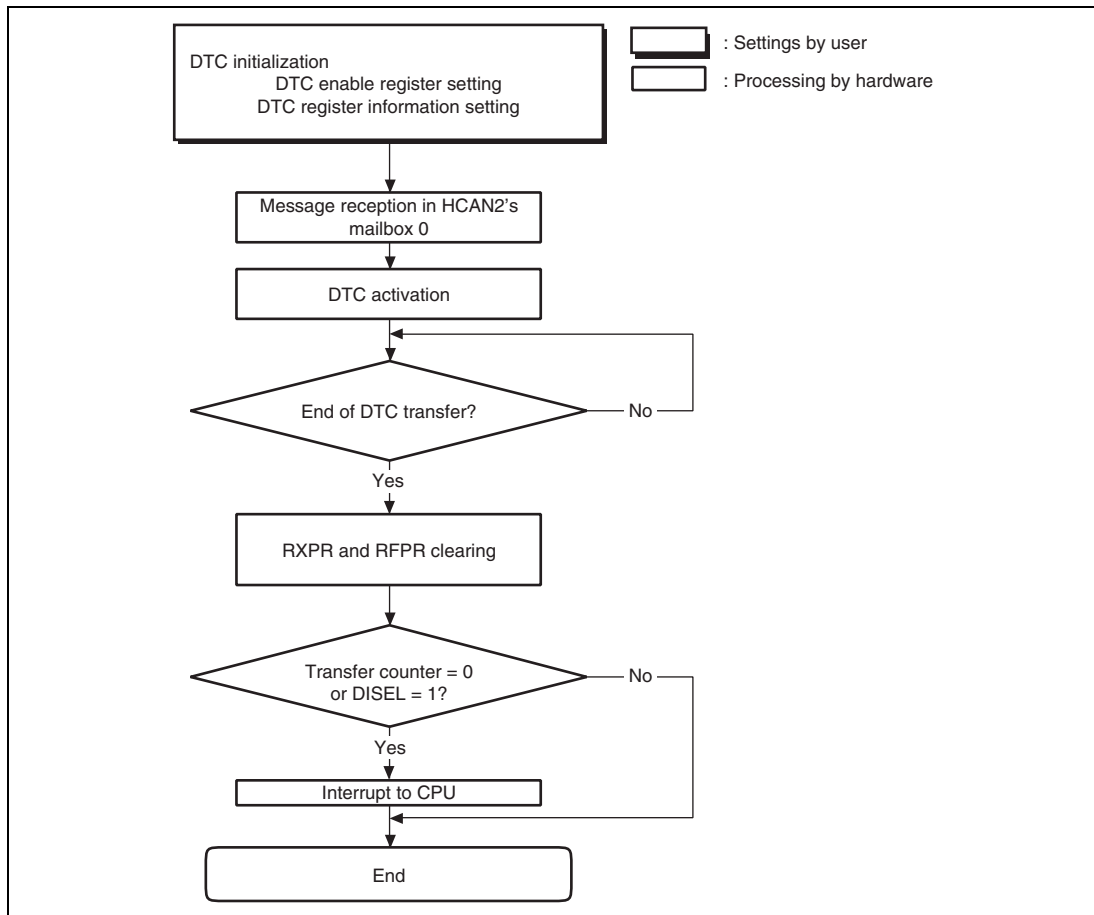 DTC initialization
DTC enable register setting
DTC register information setting
: Settings by user
: Processing by hardware
Message reception in HCAN2's
mailbox 0
DTC activation
End of DTC transfer?
No
Yes
RXPR and RFPR clearing
Transfer counter = 0
or DISEL = 1?
No
Yes
Interrupt to CPU
End